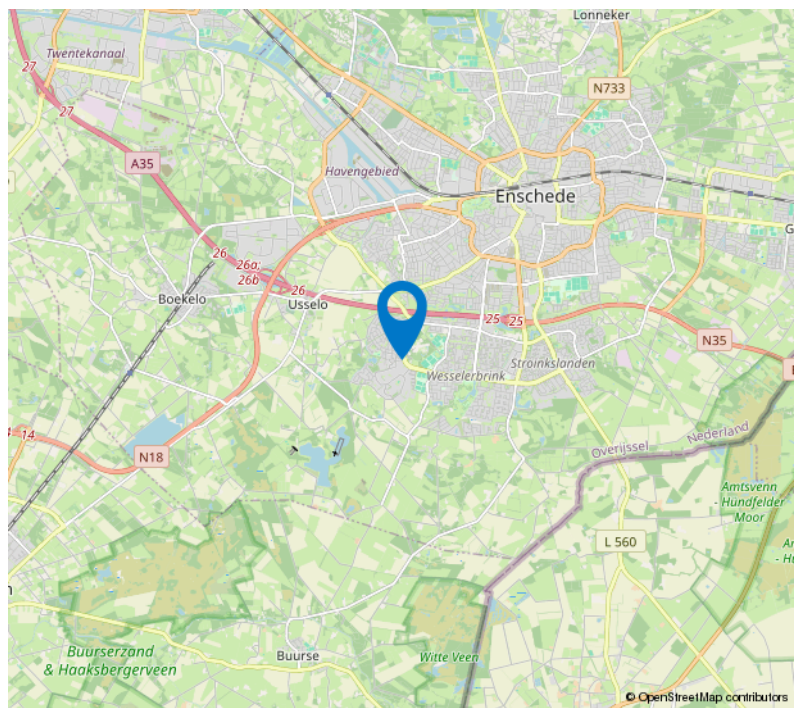 Lonneker
Twentekanaal
27
N733
27
A35
Havengebied
Enschede
26
26a;
26b
26
Boekelo
Usselo
25
25
N35
Stroinkslanden
Wesselerbrink
Nederland
Overijssel
14
N18
Amtsvenn
- Hündfelder
Moor
L 560
Buurserzand
& Haaksbergerveen
Buurse
Witte Veen
© OpenStreetMap contributors